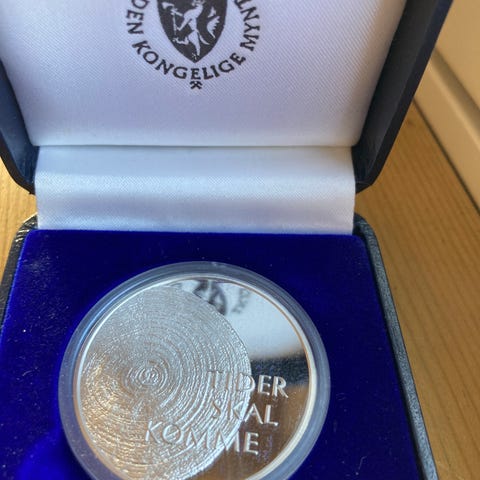 DEN KONGELIGE MYNT
TIDER
SKAL
KOMME